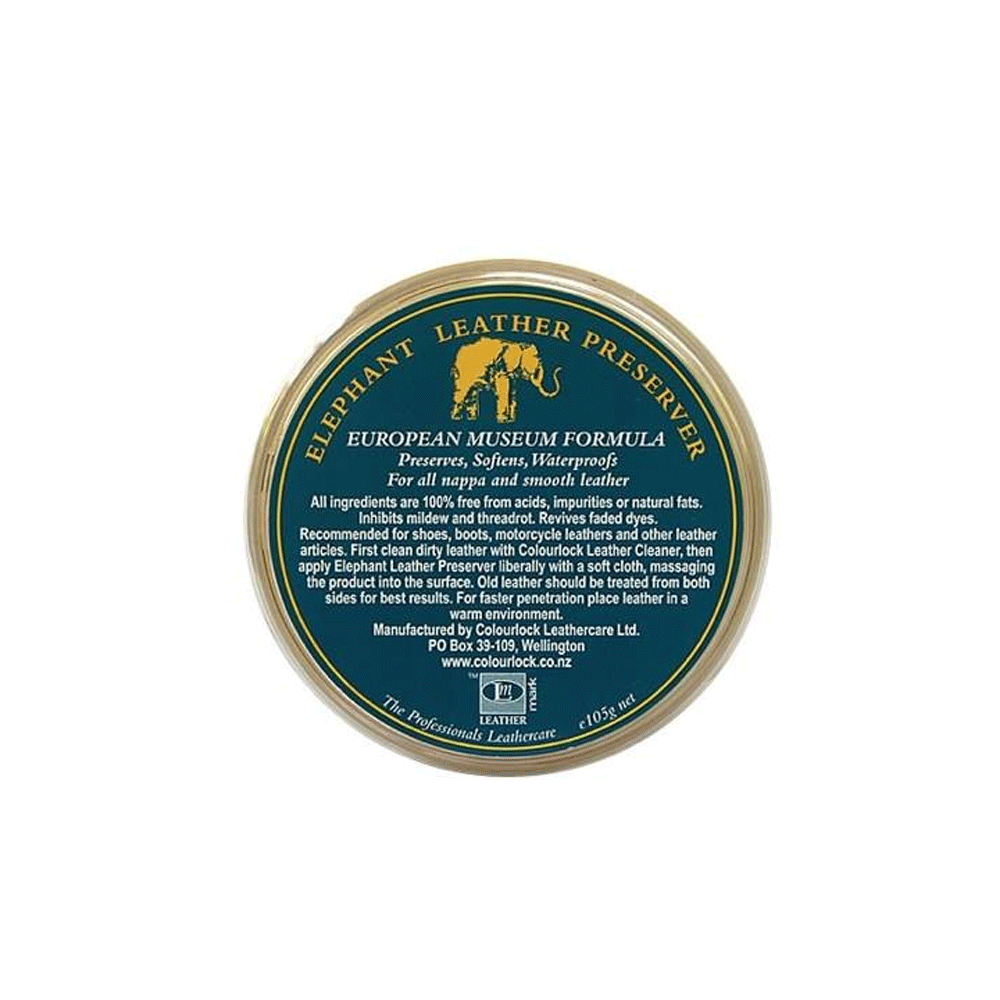 ELEPHANT LEATHER PRESERVER
EUROPEAN MUSEUM FORMULA
Preserves, Softens, Waterproofs
For all nappa and smooth leather
All ingredients are 100% free from acids, impurities or natural fats.
Inhibits mildew and threadrot. Revives faded dyes.
Recommended for shoes, boots, motorcycle leathers and other leather
articles. First clean dirty leather with Colourlock Leather Cleaner, then
apply Elephant Leather Preserver liberally with a soft cloth, massaging
the product into the surface. Old leather should be treated from both
sides for best results. For faster penetration place leather in a
warm environment.
Manufactured by Colourlock Leathercare Ltd.
PO Box 39-109, Wellington
www.colourlock.co.nz
TM
Lm
mark
LEATHER
The Professionals Leathercare
e105g net